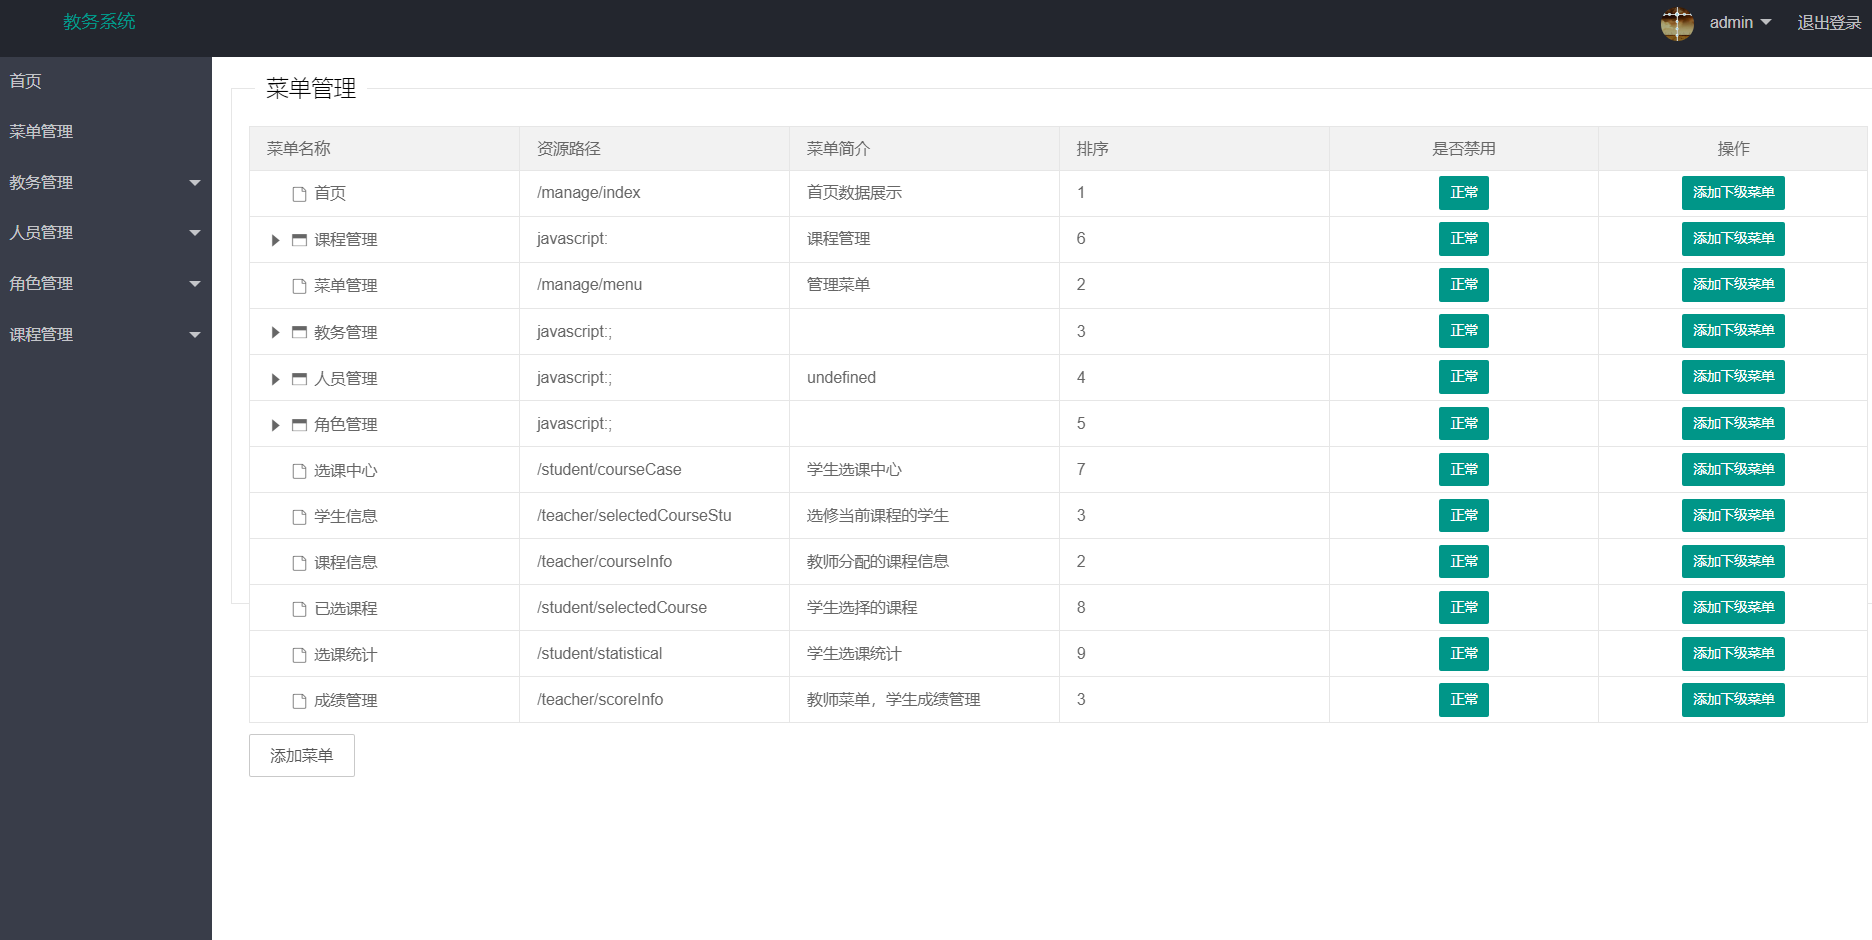 教务系统 admin 退出登录
首页
菜单管理
教务管理
人员管理
角色管理
课程管理
菜单管理
菜单名称 资源路径 菜单简介 排序 是否禁用 操作
首页 /manage/index 首页数据展示 1 正常 添加下级菜单
课程管理 javascript: 课程管理 6 正常 添加下级菜单
菜单管理 /manage/menu 管理菜单 2 正常 添加下级菜单
教务管理 javascript:; 3 正常 添加下级菜单
人员管理 javascript:; undefined 4 正常 添加下级菜单
角色管理 javascript:; 5 正常 添加下级菜单
选课中心 /student/courseCase 学生选课中心 7 正常 添加下级菜单
学生信息 /teacher/selectedCourseStu 选修当前课程的学生 3 正常 添加下级菜单
课程信息 /teacher/courseInfo 教师分配的课程信息 2 正常 添加下级菜单
已选课程 /student/selectedCourse 学生选择的课程 8 正常 添加下级菜单
选课统计 /student/statistical 学生选课统计 9 正常 添加下级菜单
成绩管理 /teacher/scoreInfo 教师菜单，学生成绩管理 3 正常 添加下级菜单
添加菜单